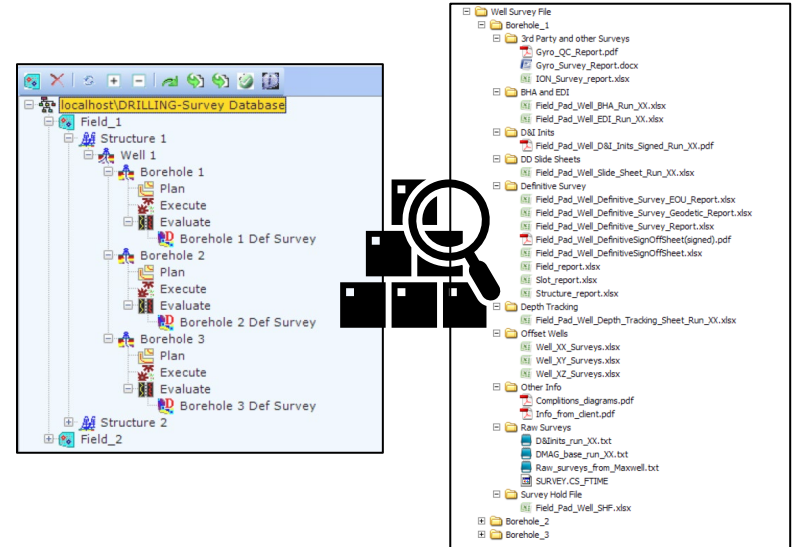 localhost\DRILLING-Survey Database
Field_1
Structure 1
Well 1
Borehole 1
Plan
Execute
Evaluate
Borehole 1 Def Survey
Borehole 2
Plan
Execute
Evaluate
Borehole 2 Def Survey
Borehole 3
Plan
Execute
Evaluate
Borehole 3 Def Survey
Structure 2
Field_2
Well Survey File
Borehole_1
3rd Party and other Surveys
Gyro_QC_Report.pdf
Gyro_Survey_Report.docx
ION_Survey_report.xlsx
BHA and EDI
Field_Pad_Well_BHA_Run_XX.xlsx
Field_Pad_Well_EDI_Run_XX.xlsx
D&I Inits
Field_Pad_Well_D&I_Inits_Signed_Run_XX.pdf
DD Slide Sheets
Field_Pad_Well_Slide_Sheet_Run_XX.xlsx
Definitive Survey
Field_Pad_Well_Definitive_Survey_EOU_Report.xlsx
Field_Pad_Well_Definitive_Survey_Geodetic_Report.xlsx
Field_Pad_Well_Definitive_Survey_Report.xlsx
Field_Pad_Well_DefinitiveSignOffSheet(signed).pdf
Field_Pad_Well_DefinitiveSignOffSheet.xlsx
Field_report.xlsx
Slot_report.xlsx
Structure_report.xlsx
Depth Tracking
Field_Pad_Well_Depth_Tracking_Sheet_Run_XX.xlsx
Offset Wells
Well_XX_Surveys.xlsx
Well_XY_Surveys.xlsx
Well_XZ_Surveys.xlsx
Other Info
Complitions_diagrams.pdf
Info_from_client.pdf
Raw Surveys
D&Inits_run_XX.txt
DMAG_base_run_XX.txt
Raw_surveys_from_Maxwell.txt
SURVEY.CS_FTIME
Survey Hold File
Field_Pad_Well_SHF.xlsx
Borehole_2
Borehole_3